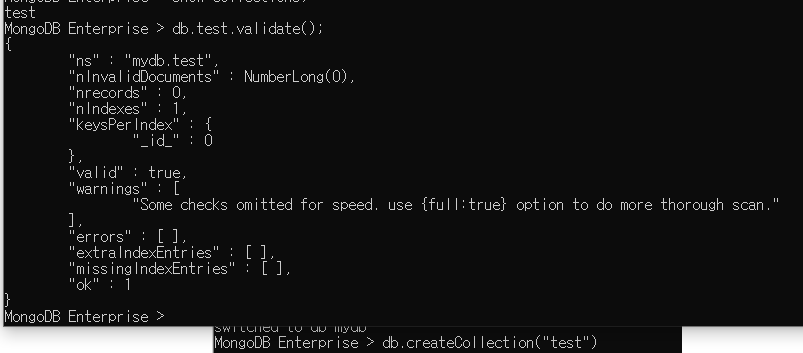 test
MongoDB Enterprise > db.test.validate();
{
"ns" : "mydb.test",
"nInvalidDocuments" : NumberLong(0),
"nrecords" : 0,
"nIndexes" : 1,
"keysPerIndex" : {
"_id_" : 0
},
"valid" : true,
"warnings" : [
"Some checks omitted for speed. use {full:true} option to do more thorough scan."
],
"errors" : [ ],
"extraIndexEntries" : [ ],
"missingIndexEntries" : [ ],
"ok" : 1
}
MongoDB Enterprise >
switched to db mydb
MongoDB Enterprise > db.createCollection("test")